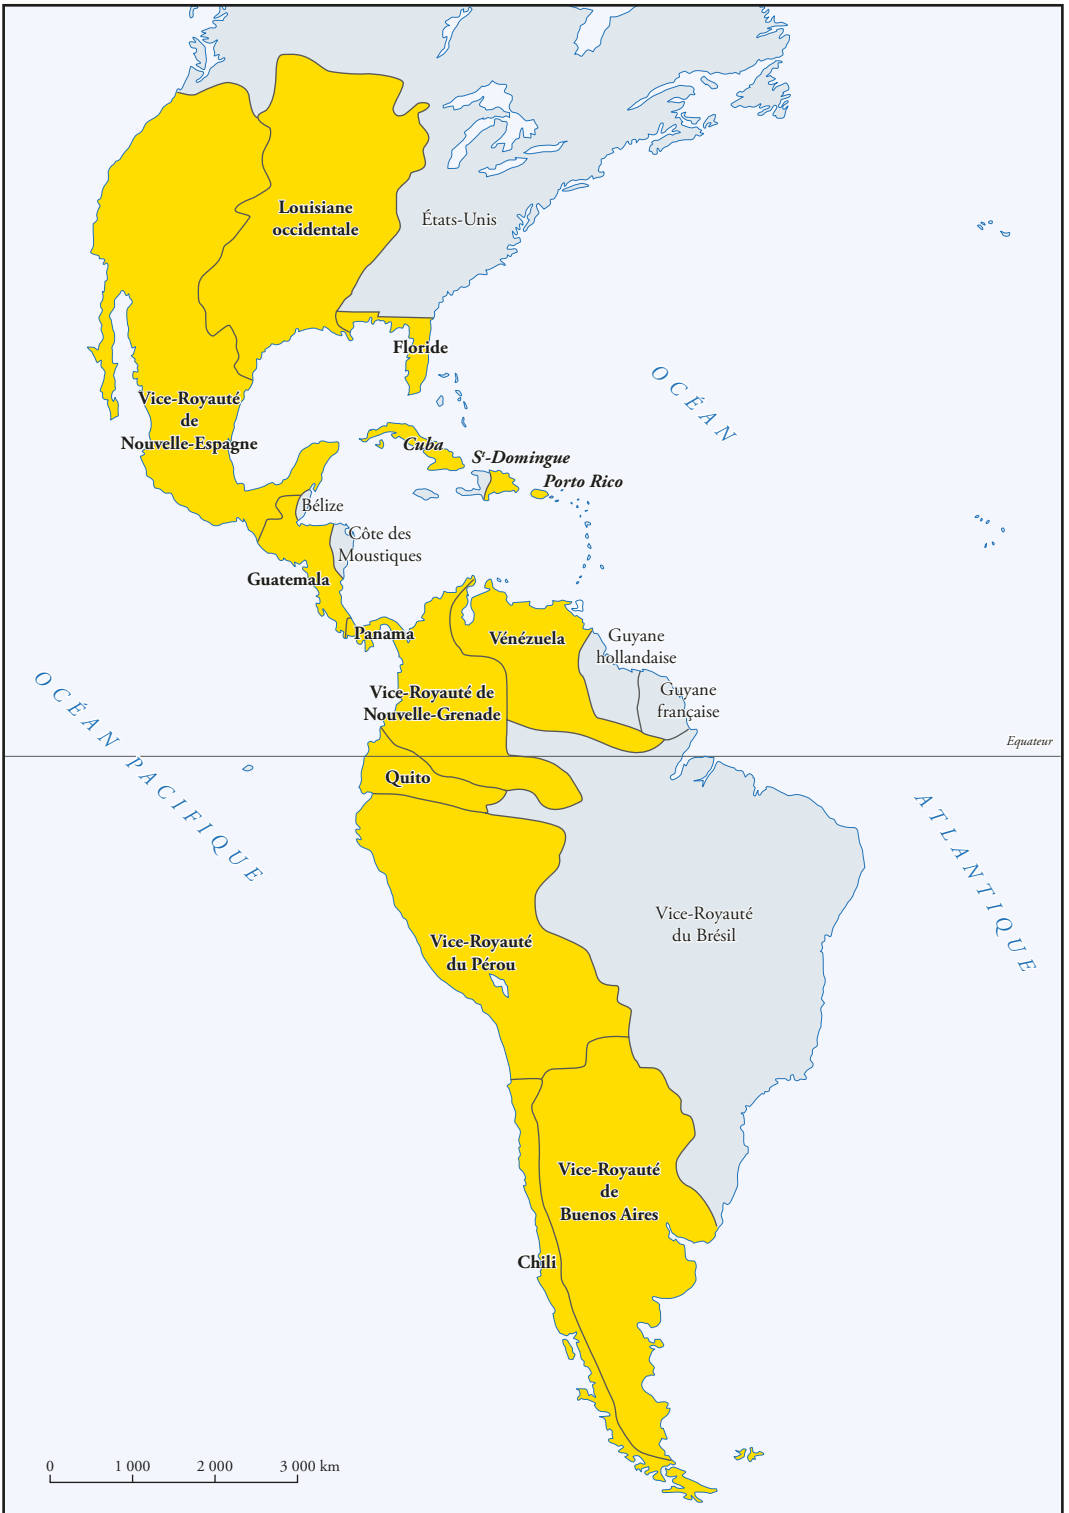 Louisiane
occidentale
États-Unis
Floride
OCÉAN
Vice-Royauté
de
Nouvelle-Espagne
Cuba
St-Domingue
Porto Rico
Bélize
Côte des
Moustiques
Guatemala
Panama
Vénézuela
Guyane
hollandaise
Guyane
française
Vice-Royauté de
Nouvelle-Grenade
OCÉAN PACIFIQUE
Equateur
Quito
ATLANTIQUE
Vice-Royauté
du Brésil
Vice-Royauté
du Pérou
Vice-Royauté
de
Buenos Aires
Chili
0 1 000 2 000 3 000 km